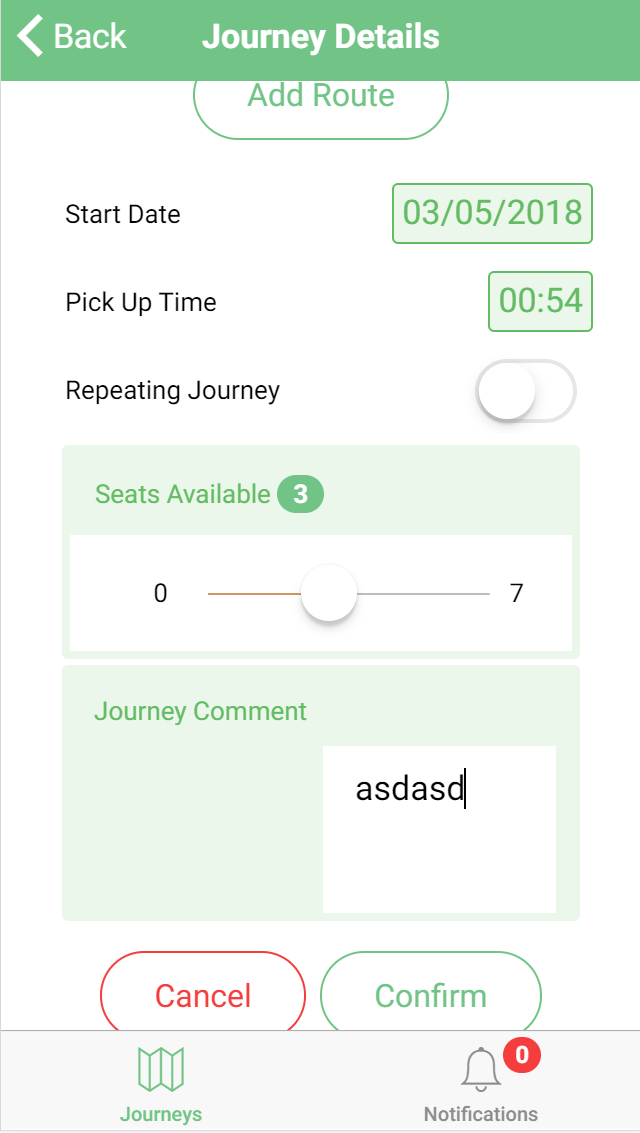 Back Journey Details
Add Route
Start Date 03/05/2018
Pick Up Time 00:54
Repeating Journey
Seats Available 3
0 7
Journey Comment
asdasd
Cancel Confirm
0
Journeys Notifications